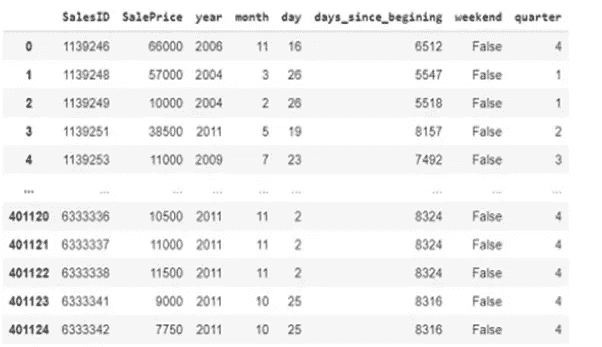 SalesID SalePrice year month day days_since_begining weekend quarter
0 1139246 66000 2006 11 16 6512 False 4
1 1139248 57000 2004 3 26 5547 False 1
2 1139249 10000 2004 2 26 5518 False 1
3 1139251 38500 2011 5 19 8157 False 2
4 1139253 11000 2009 7 23 7492 False 3
... ... ... ... ... ... ... ... ...
401120 6333336 10500 2011 11 2 8324 False 4
401121 6333337 11000 2011 11 2 8324 False 4
401122 6333338 11500 2011 11 2 8324 False 4
401123 6333341 9000 2011 10 25 8316 False 4
401124 6333342 7750 2011 10 25 8316 False 4